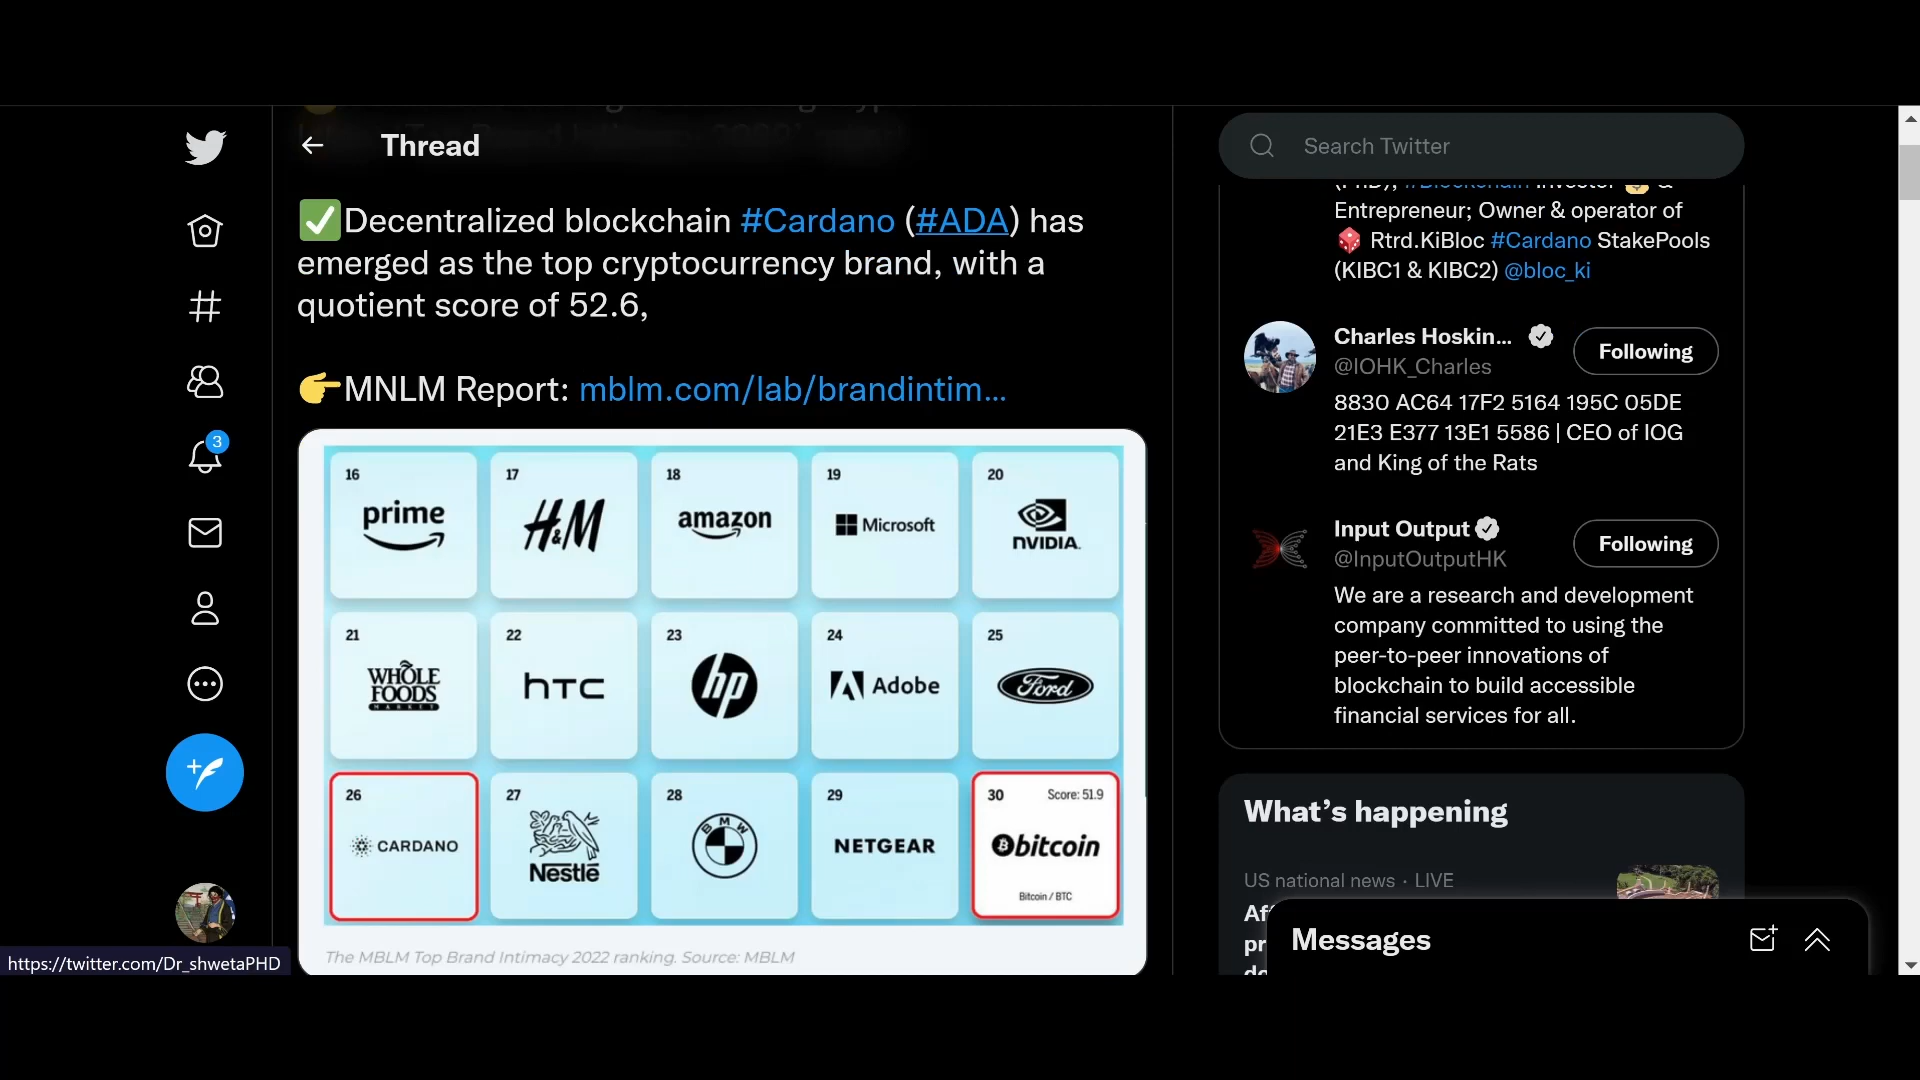 Thread
Search Twitter
✅Decentralized blockchain #Cardano (#ADA) has
emerged as the top cryptocurrency brand, with a
quotient score of 52.6,
👉MNLM Report: mblm.com/lab/brandintim...
16
prime
17
H&M
18
amazon
19
Microsoft
20
NVIDIA.
21
WHOLE
FOODS
MARKET
22
hTC
23
hp
24
Adobe
25
Ford
26
CARDANO
27
Nestlé
28
BMW
29
NETGEAR
30 Score: 51.9
bitcoin
Bitcoin / BTC
The MBLM Top Brand Intimacy 2022 ranking. Source: MBLM
(PhD), #Blockchain Investor &
Entrepreneur; Owner & operator of
🎲 Rtrd.KiBloc #Cardano StakePools
(KIBC1 & KIBC2) @bloc_ki
Charles Hoskin...
@IOHK_Charles
Following
8830 AC64 17F2 5164 195C 05DE
21E3 E377 13E1 5586 | CEO of IOG
and King of the Rats
Input Output
@InputOutputHK
Following
We are a research and development
company committed to using the
peer-to-peer innovations of
blockchain to build accessible
financial services for all.
What's happening
US national news · LIVE
Messages
3
https://twitter.com/Dr_shwetaPHD